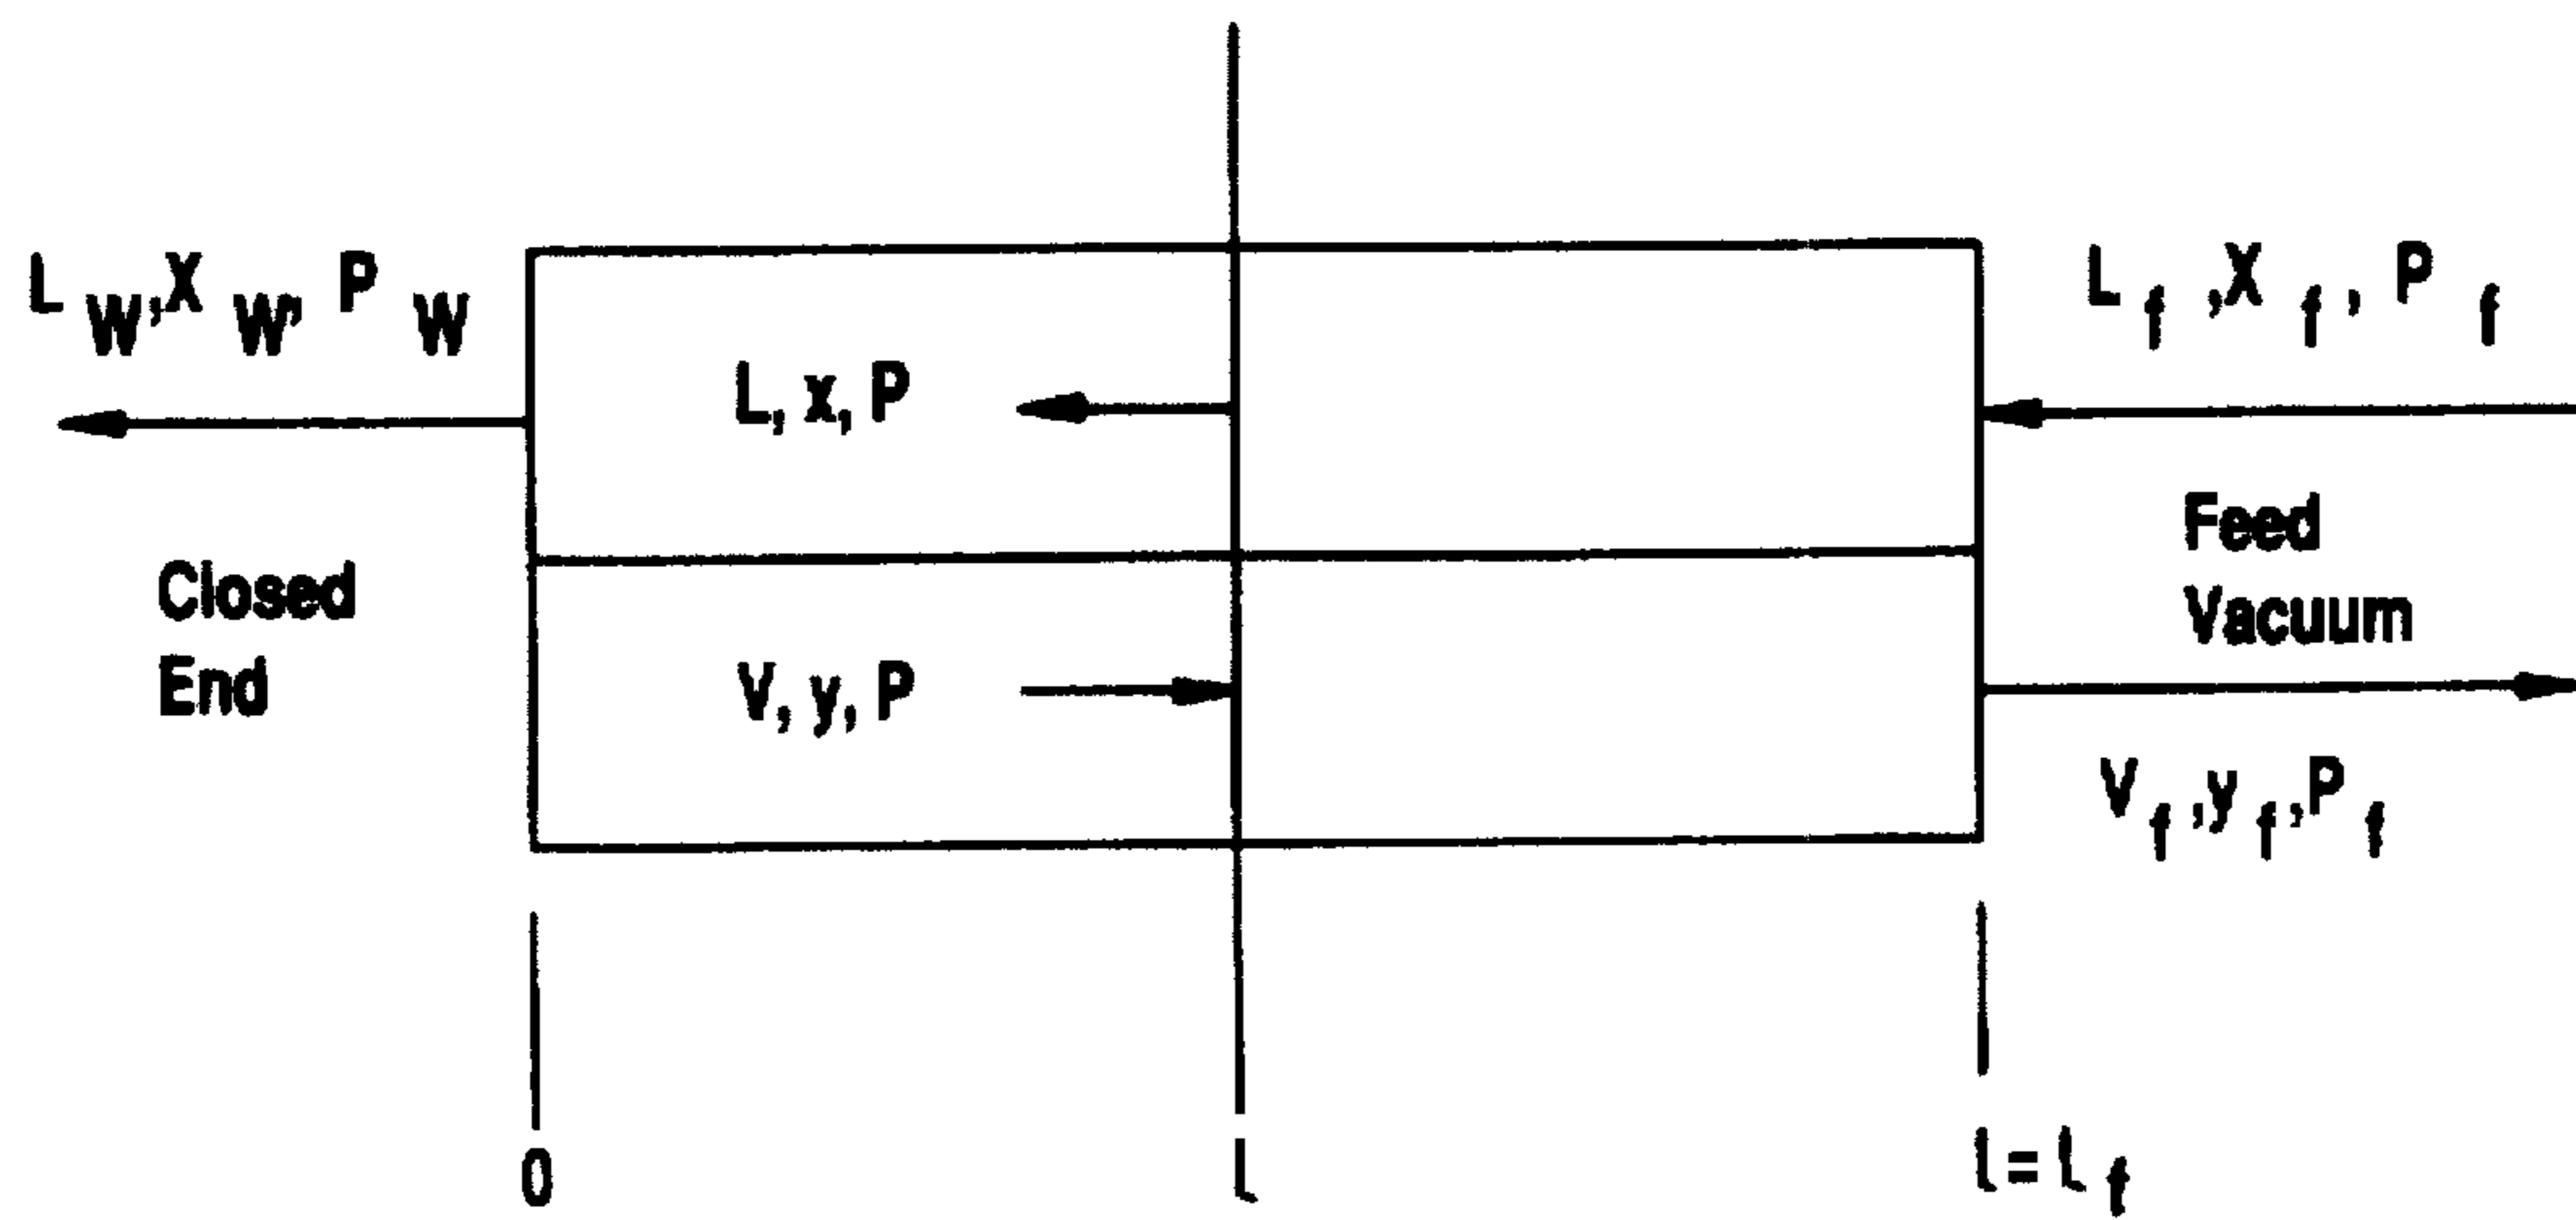 L W, X W, P W
L f , X f , P f
L, x, P
Feed
Vacuum
Closed
End
V, y, P
V f , y f , P f
0
l
l = l f